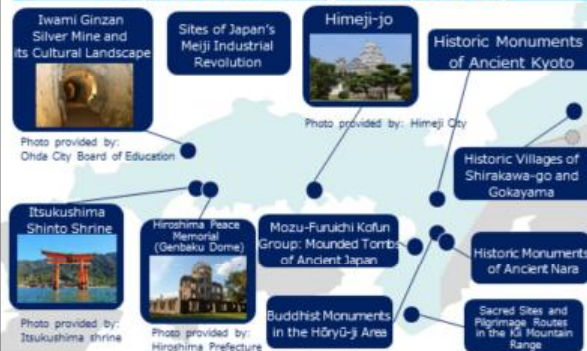 Iwami Ginzan
Silver Mine and
its Cultural Landscape
Photo provided by:
Ohda City Board of Education
Sites of Japan's
Meiji Industrial
Revolution
Himeji-jo
Photo provided by: Himeji City
Historic Monuments
of Ancient Kyoto
Historic Villages of
Shirakawa-go and
Gokayama
Itsukushima
Shinto Shrine
Photo provided by:
Itsukushima shrine
Hiroshima Peace
Memorial
(Genbaku Dome)
Photo provided by:
Hiroshima Prefecture
Mozu-Furuichi Kofun
Group: Mounded Tombs
of Ancient Japan
Buddhist Monuments
in the Hōryū-ji Area
Historic Monuments
of Ancient Nara
Sacred Sites and
Pilgrimage Routes
in the Kii Mountain
Range